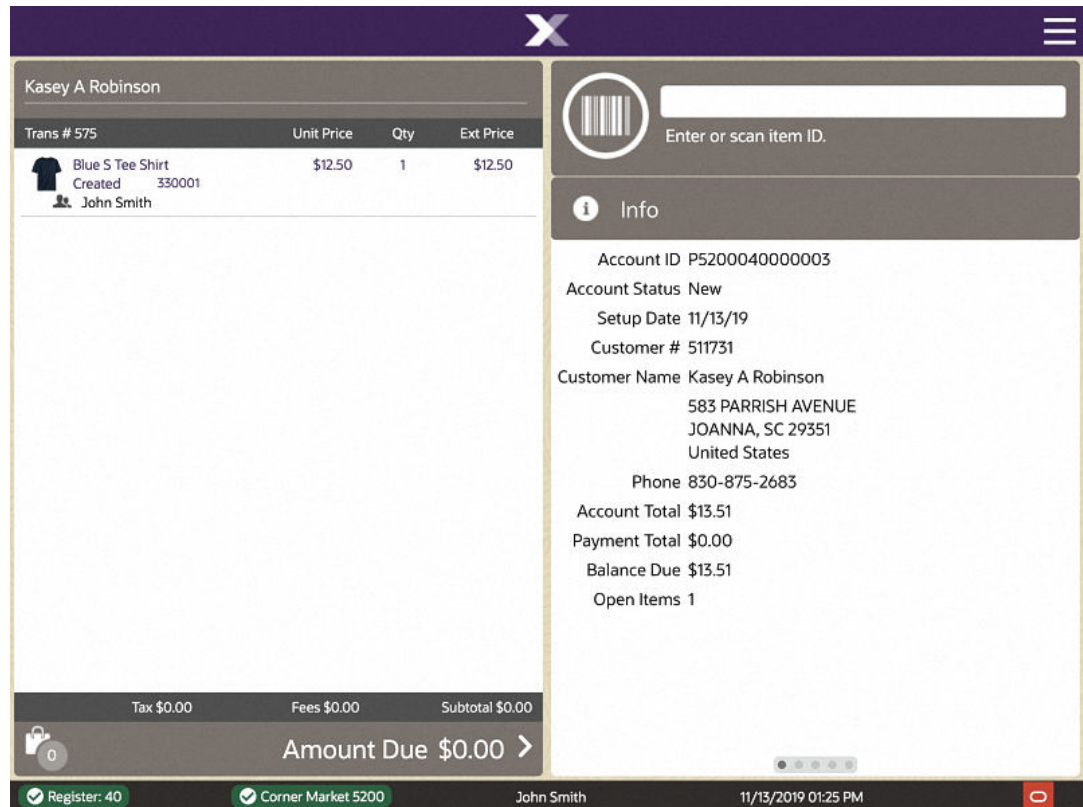 Kasey A Robinson
Trans # 575 Unit Price Qty Ext Price
Blue S Tee Shirt $12.50 1 $12.50
Created 330001
John Smith
Tax $0.00 Fees $0.00 Subtotal $0.00
0 Amount Due $0.00
Enter or scan item ID.
i Info
Account ID P5200040000003
Account Status New
Setup Date 11/13/19
Customer # 511731
Customer Name Kasey A Robinson
583 PARRISH AVENUE
JOANNA, SC 29351
United States
Phone 830-875-2683
Account Total $13.51
Payment Total $0.00
Balance Due $13.51
Open Items 1
Register: 40 Corner Market 5200 John Smith 11/13/2019 01:25 PM